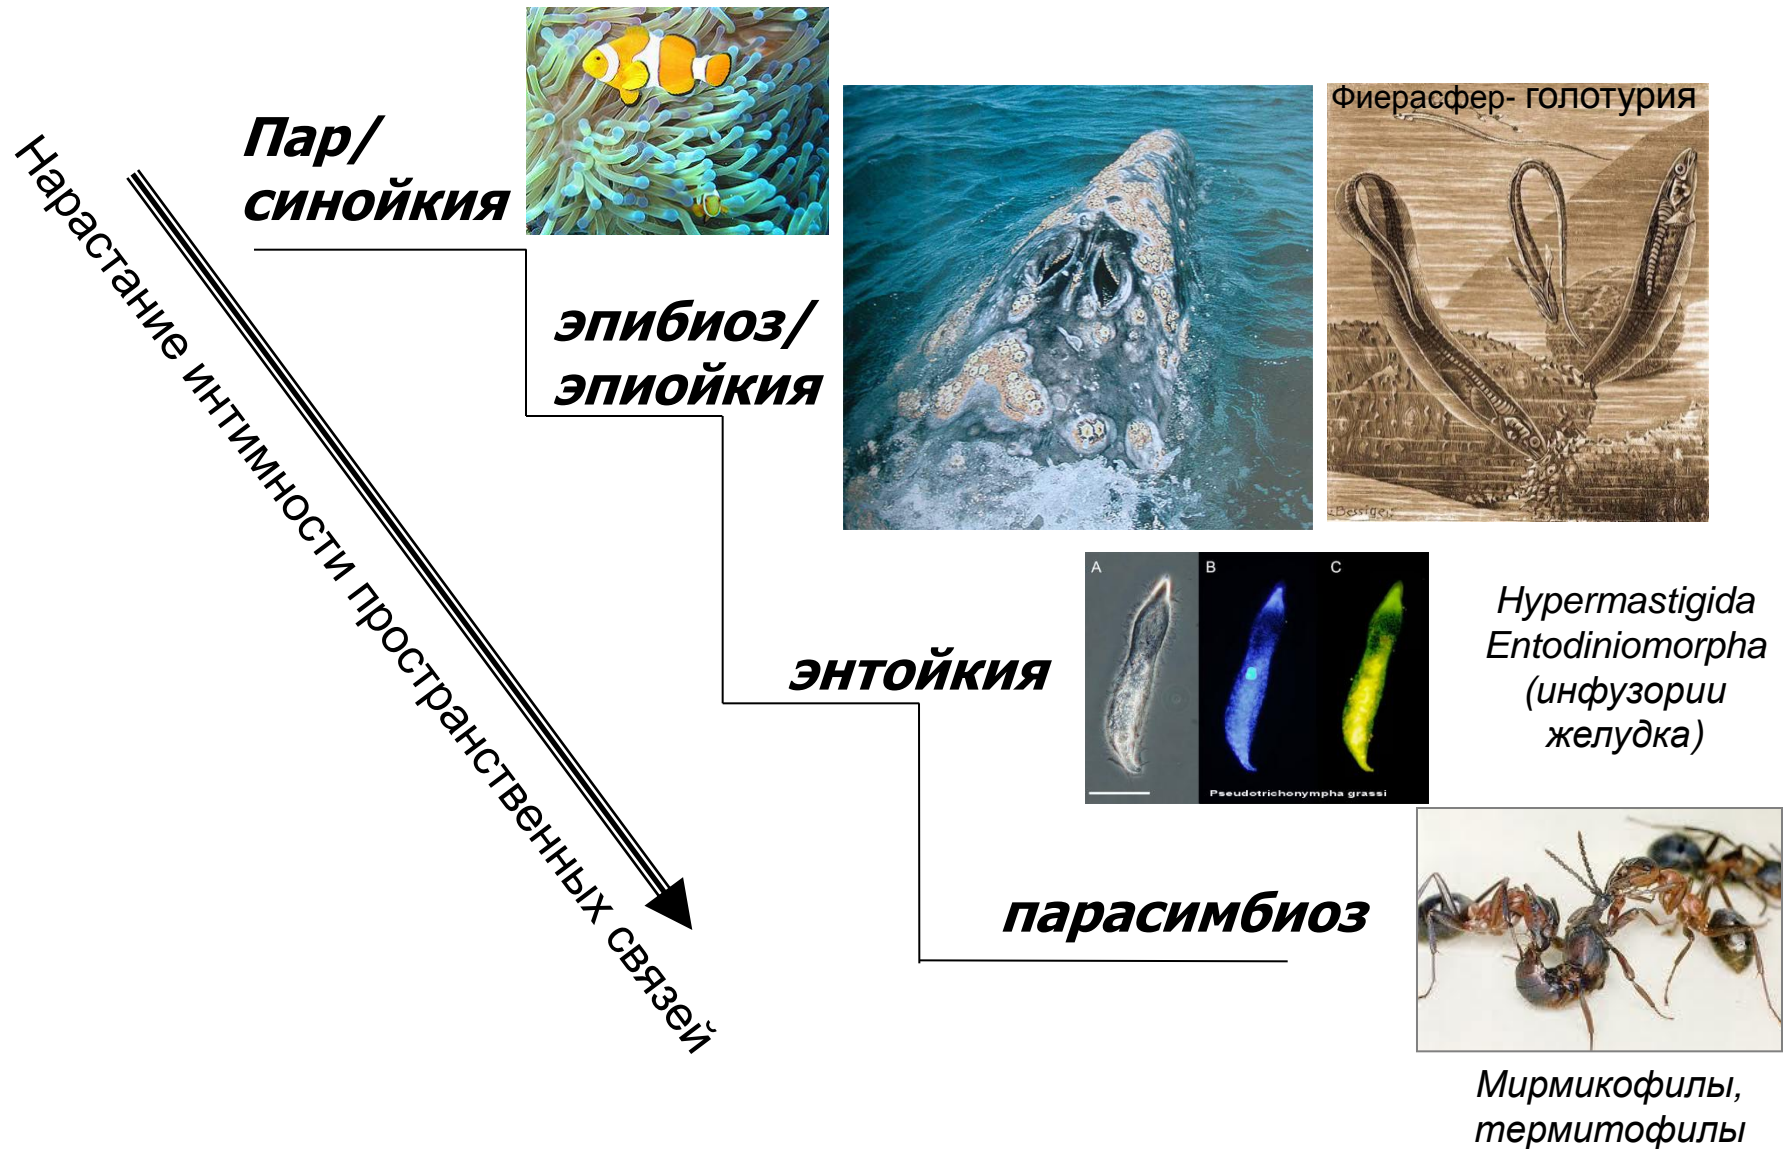 Пар/
синойкия
Фиерасфер- голотурия
Нарастание интимности пространственных связей
эпибиоз/
эпиойкия
Bessige
A
B
C
Pseudotrichonympha grassi
Hypermastigida
Entodiniomorpha
(инфузории
желудка)
энтойкия
парасимбиоз
Мирмикофилы,
термитофилы